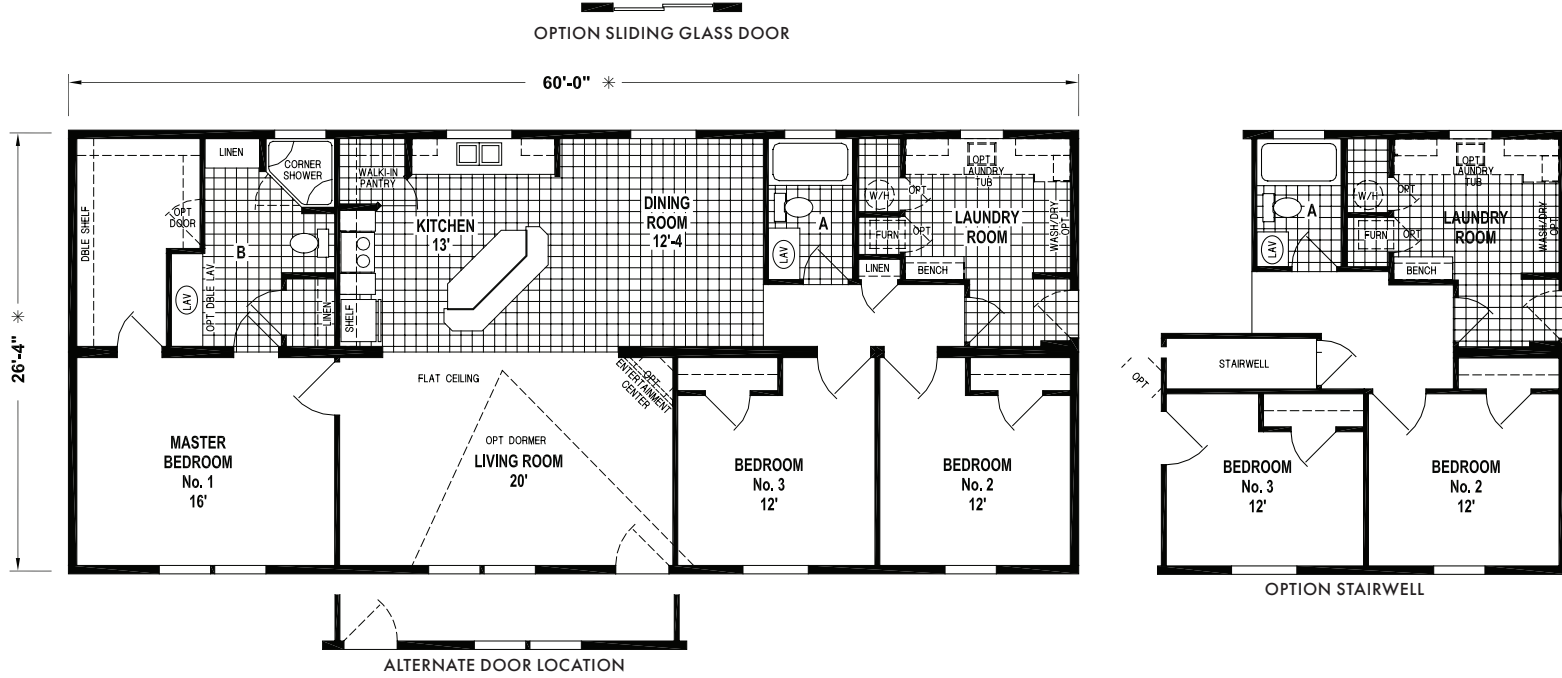 OPTION SLIDING GLASS DOOR
60'-0" ✳
26'-4" ✳
LINEN
CORNER
SHOWER
WALK-IN
PANTRY
DBLE SHELF
OPT
DOOR
B
LAV
OPT DBLE LAV
LINEN
SHELF
KITCHEN
13'
DINING
ROOM
12'-4
A
LAV
W/H
OPT
FURN
OPT
LINEN
BENCH
OPT
LAUNDRY
TUB
LAUNDRY
ROOM
WASH/DRY
OPT
MASTER
BEDROOM
No. 1
16'
FLAT CEILING
OPT
ENTERTAINMENT
CENTER
OPT DORMER
LIVING ROOM
20'
BEDROOM
No. 3
12'
BEDROOM
No. 2
12'
ALTERNATE DOOR LOCATION
A
LAV
W/H
OPT
FURN
OPT
BENCH
OPT
LAUNDRY
TUB
LAUNDRY
ROOM
WASH/DRY
OPT
OPT
STAIRWELL
BEDROOM
No. 3
12'
BEDROOM
No. 2
12'
OPTION STAIRWELL